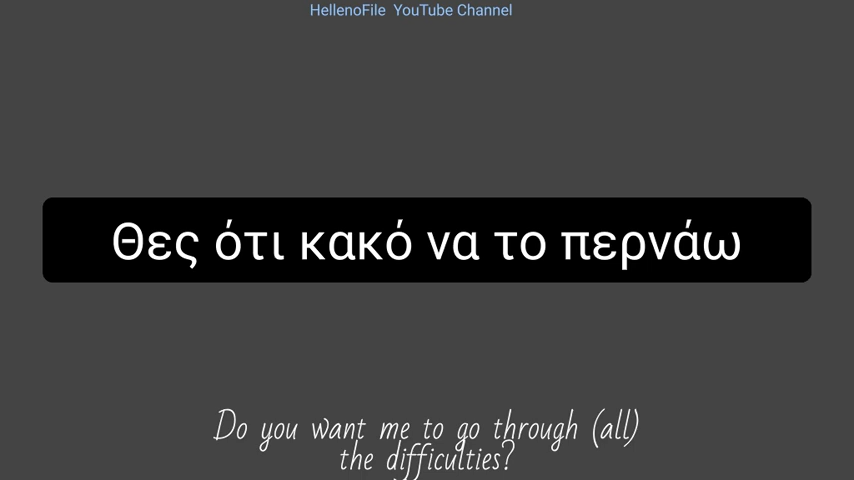 HellenoFile YouTube Channel
Θες ότι κακό να το περνάω
Do you want me to go through (all)
the difficulties?